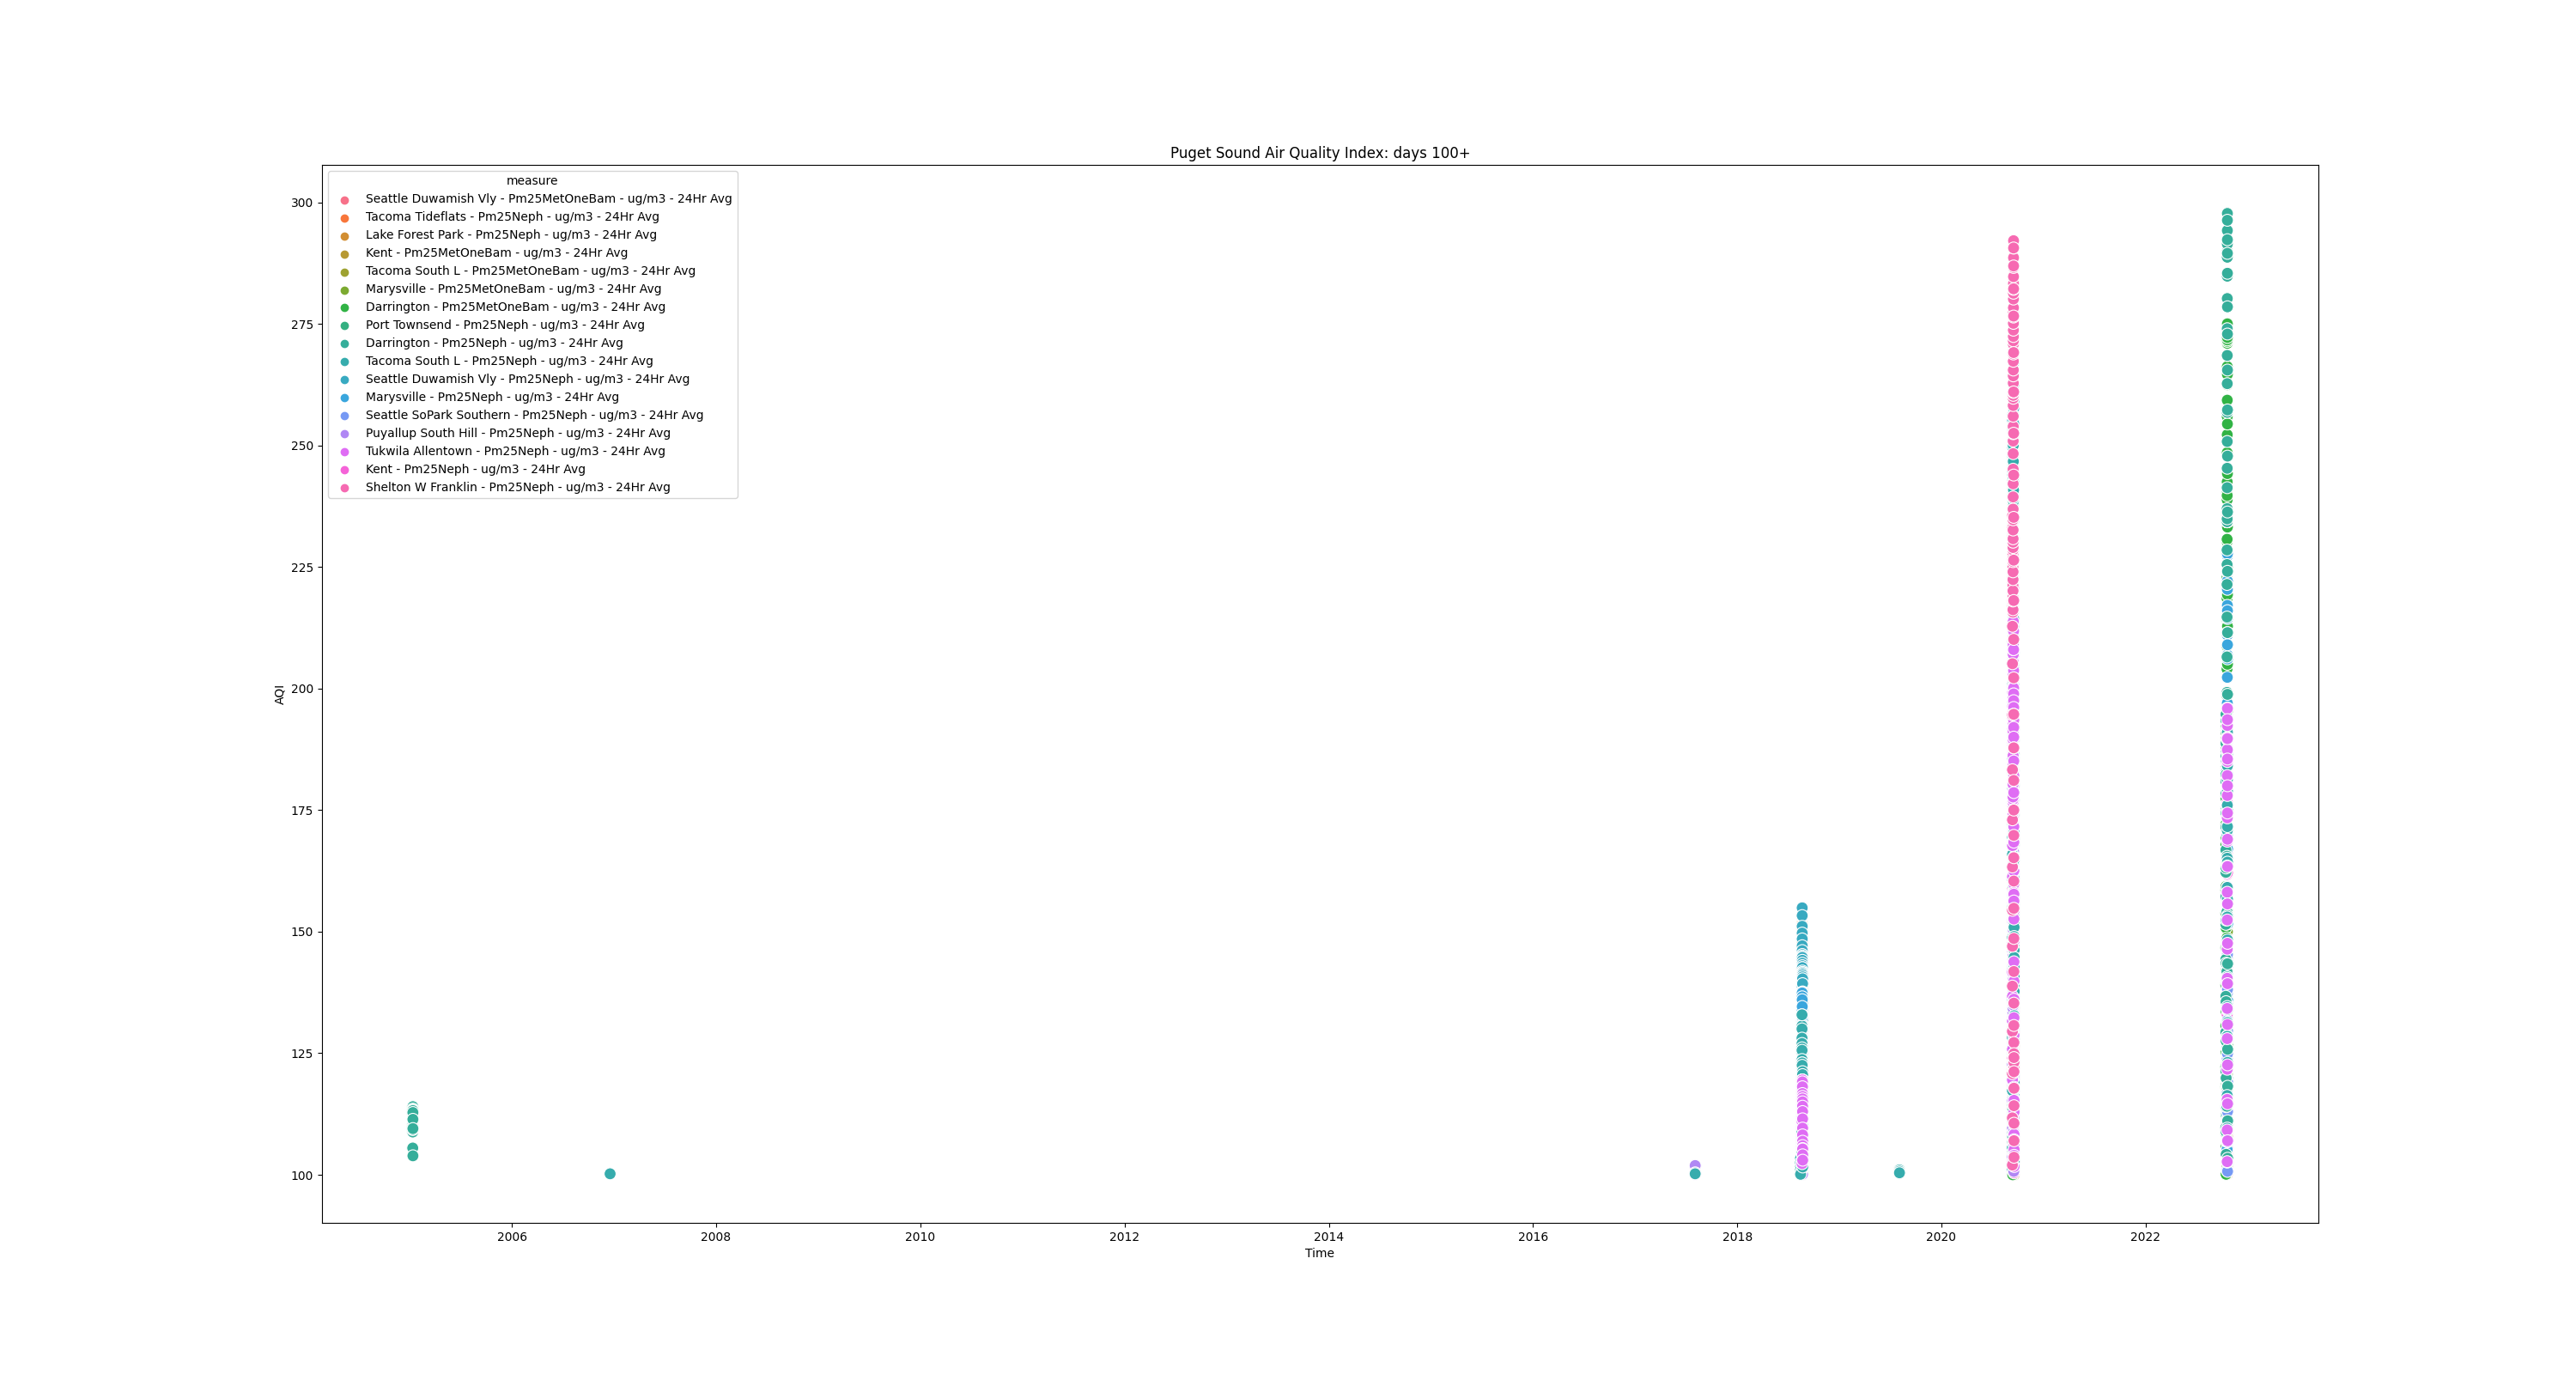 Puget Sound Air Quality Index: days 100+
measure
Seattle Duwamish Vly - Pm25MetOneBam - ug/m3 - 24Hr Avg
Tacoma Tideflats - Pm25Neph - ug/m3 - 24Hr Avg
Lake Forest Park - Pm25Neph - ug/m3 - 24Hr Avg
Kent - Pm25MetOneBam - ug/m3 - 24Hr Avg
Tacoma South L - Pm25MetOneBam - ug/m3 - 24Hr Avg
Marysville - Pm25MetOneBam - ug/m3 - 24Hr Avg
Darrington - Pm25MetOneBam - ug/m3 - 24Hr Avg
Port Townsend - Pm25Neph - ug/m3 - 24Hr Avg
Darrington - Pm25Neph - ug/m3 - 24Hr Avg
Tacoma South L - Pm25Neph - ug/m3 - 24Hr Avg
Seattle Duwamish Vly - Pm25Neph - ug/m3 - 24Hr Avg
Marysville - Pm25Neph - ug/m3 - 24Hr Avg
Seattle SoPark Southern - Pm25Neph - ug/m3 - 24Hr Avg
Puyallup South Hill - Pm25Neph - ug/m3 - 24Hr Avg
Tukwila Allentown - Pm25Neph - ug/m3 - 24Hr Avg
Kent - Pm25Neph - ug/m3 - 24Hr Avg
Shelton W Franklin - Pm25Neph - ug/m3 - 24Hr Avg
300
275
250
225
200
175
150
125
100
AQI
2006 2008 2010 2012 2014 2016 2018 2020 2022
Time